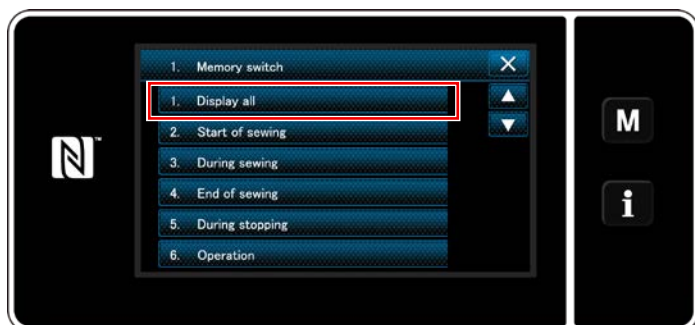 1. Memory switch
1. Display all
2. Start of sewing
3. During sewing
4. End of sewing
5. During stopping
6. Operation
M
i
N